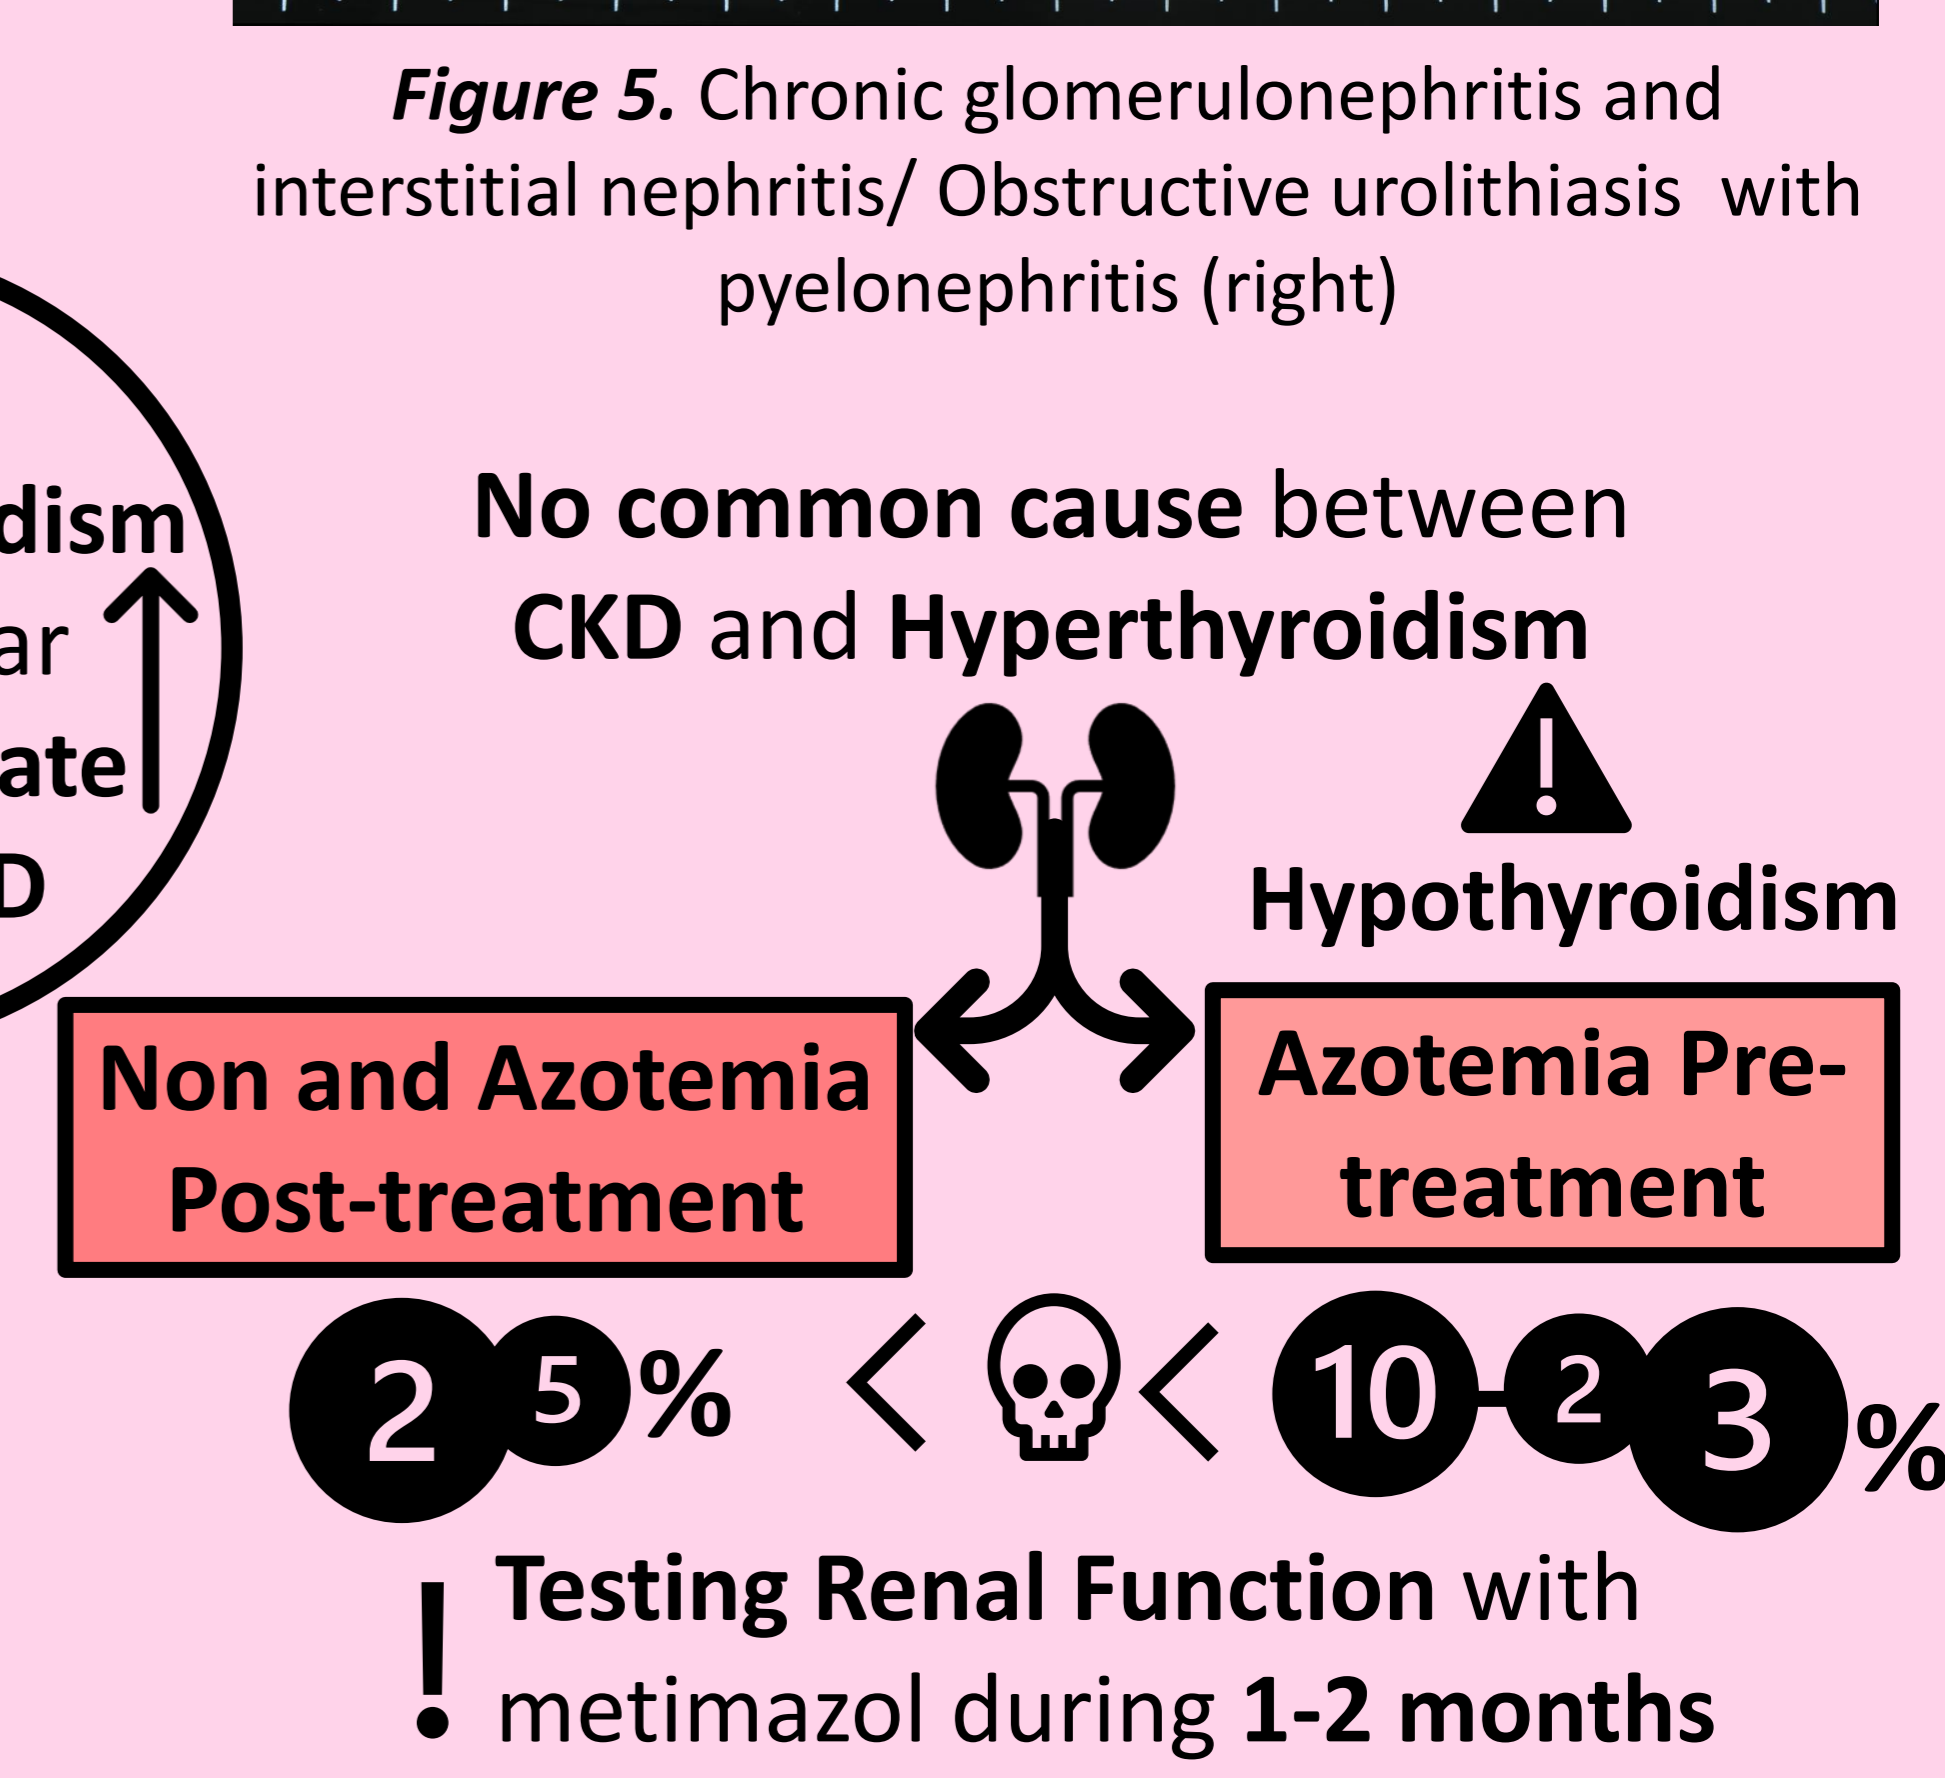 Figure 5. Chronic glomerulonephritis and
interstitial nephritis/ Obstructive urolithiasis with
pyelonephritis (right)
dism
ar
ate
D
No common cause between
CKD and Hyperthyroidism
!
Hypothyroidism
Non and Azotemia
Post-treatment
Azotemia Pre-
treatment
25% < < 10-23%
! Testing Renal Function with
metimazol during 1-2 months